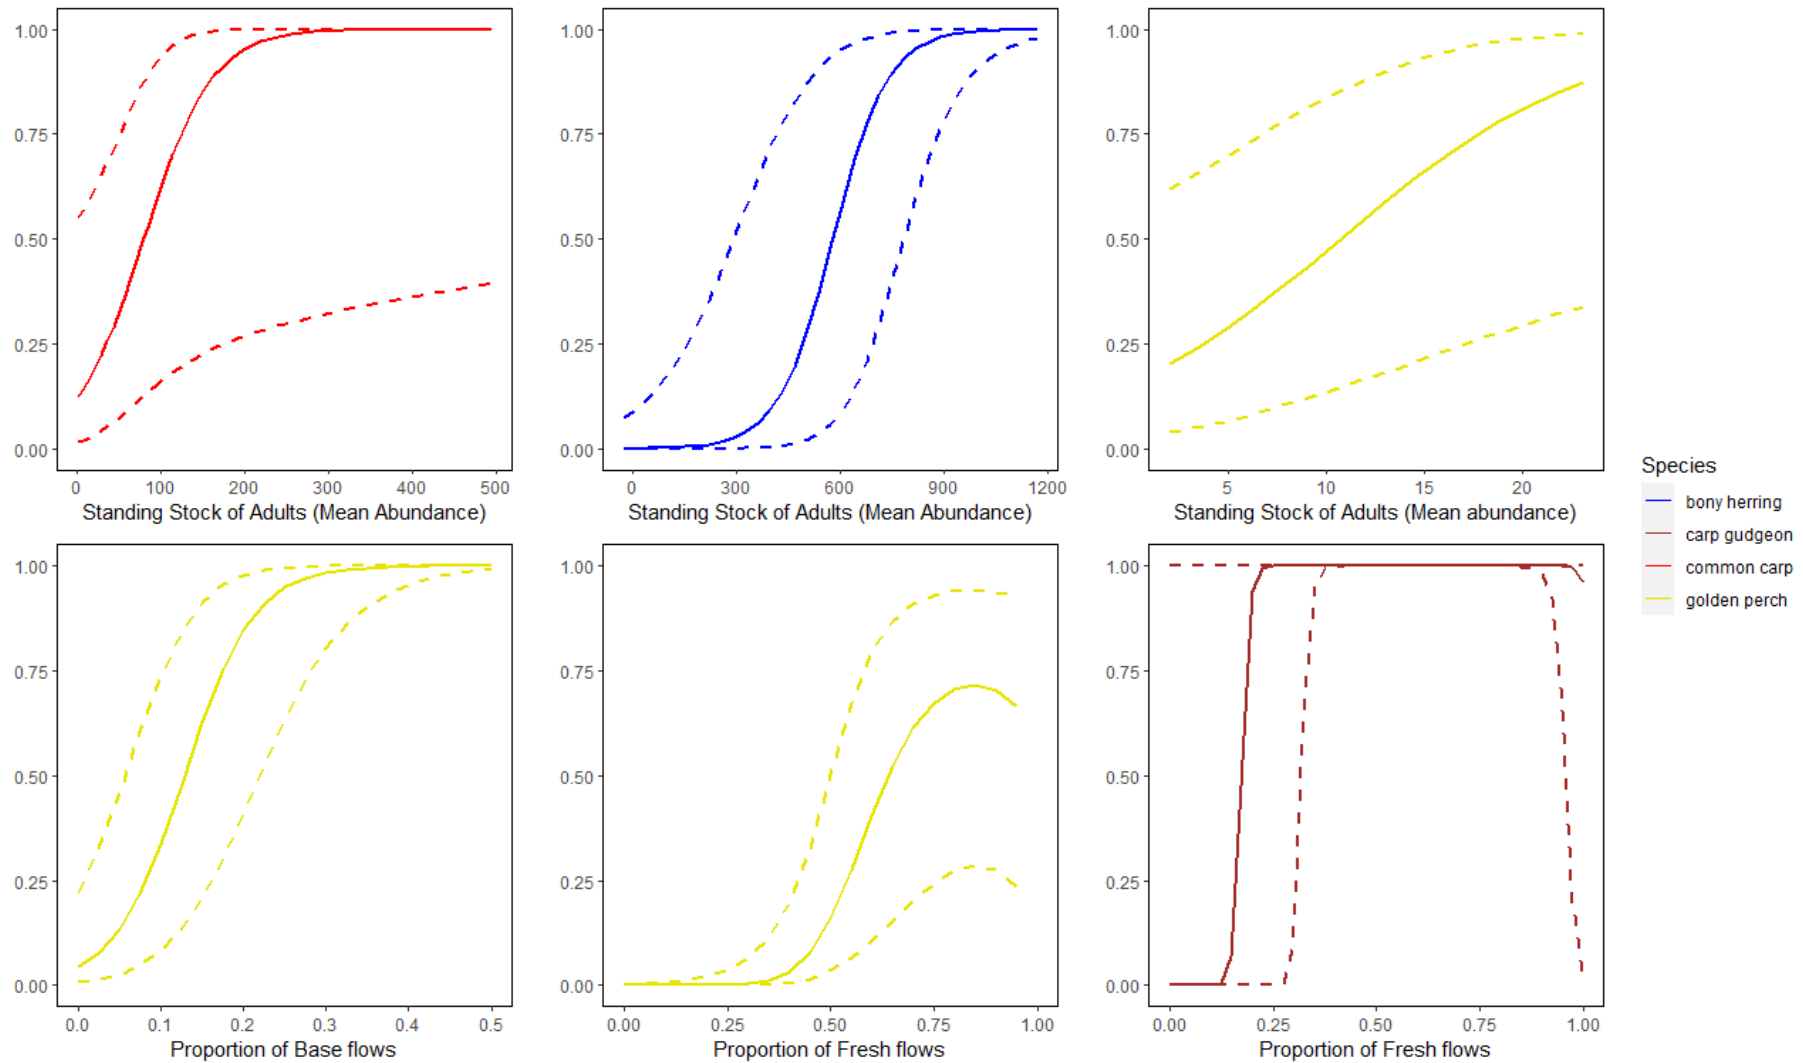 1.00
0.75
0.50
0.25
0.00
0 100 200 300 400 500
Standing Stock of Adults (Mean Abundance)
1.00
0.75
0.50
0.25
0.00
0 300 600 900 1200
Standing Stock of Adults (Mean Abundance)
1.00
0.75
0.50
0.25
0.00
5 10 15 20
Standing Stock of Adults (Mean abundance)
Species
bony herring
carp gudgeon
common carp
golden perch
1.00
0.75
0.50
0.25
0.00
0.0 0.1 0.2 0.3 0.4 0.5
Proportion of Base flows
1.00
0.75
0.50
0.25
0.00
0.00 0.25 0.50 0.75 1.00
Proportion of Fresh flows
1.00
0.75
0.50
0.25
0.00
0.00 0.25 0.50 0.75 1.00
Proportion of Fresh flows